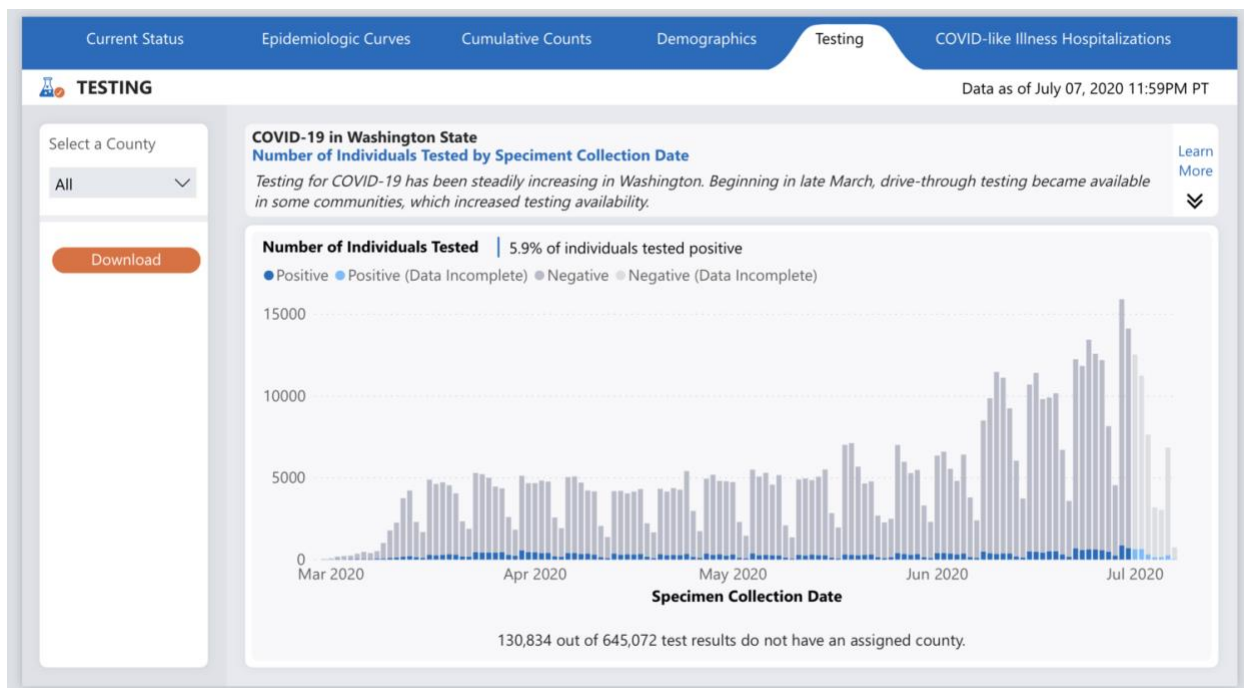 Current Status
Epidemiologic Curves
Cumulative Counts
Demographics
Testing
COVID-like Illness Hospitalizations
TESTING
Data as of July 07, 2020 11:59PM PT
Select a County
All
Download
COVID-19 in Washington State
Number of Individuals Tested by Speciment Collection Date
Testing for COVID-19 has been steadily increasing in Washington. Beginning in late March, drive-through testing became available
in some communities, which increased testing availability.
Learn
More
Number of Individuals Tested
5.9% of individuals tested positive
Positive
Positive (Data Incomplete)
Negative
Negative (Data Incomplete)
15000
10000
5000
0
Mar 2020
Apr 2020
May 2020
Jun 2020
Jul 2020
Specimen Collection Date
130,834 out of 645,072 test results do not have an assigned county.